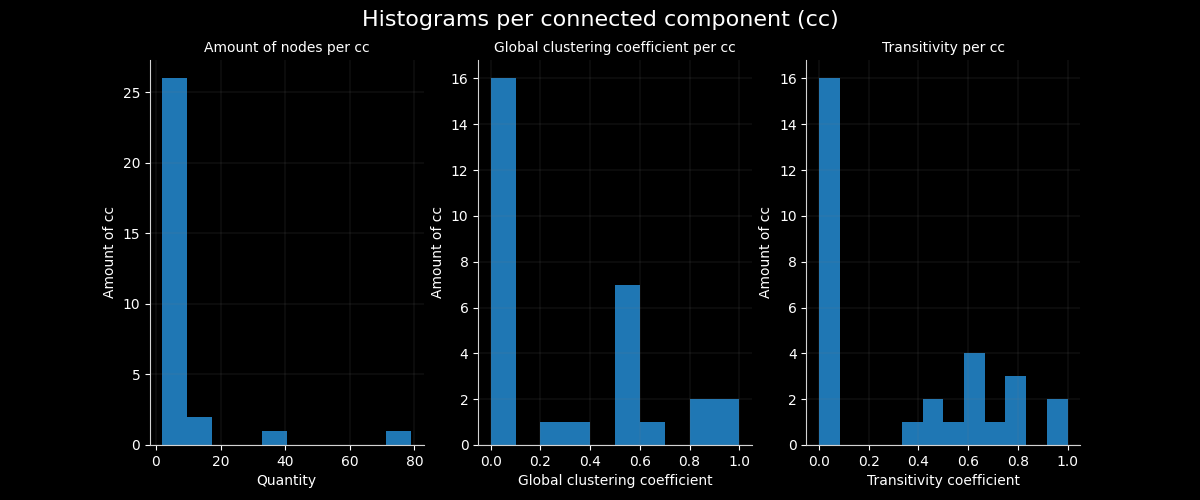 Histograms per connected component (cc)
Amount of nodes per cc
Global clustering coefficient per cc
Transitivity per cc
25
20
15
10
5
0
Amount of cc
0 20 40 60 80
Quantity
16
14
12
10
8
6
4
2
0
Amount of cc
0.0 0.2 0.4 0.6 0.8 1.0
Global clustering coefficient
16
14
12
10
8
6
4
2
0
Amount of cc
0.0 0.2 0.4 0.6 0.8 1.0
Transitivity coefficient